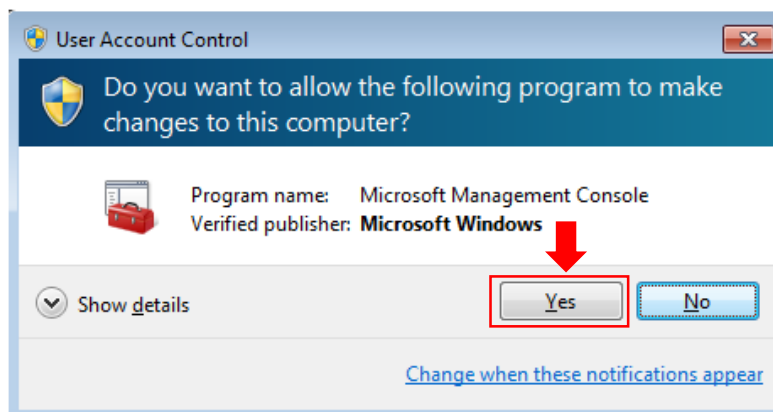 User Account Control
Do you want to allow the following program to make
changes to this computer?
Program name: Microsoft Management Console
Verified publisher: Microsoft Windows
Show details
Yes
No
Change when these notifications appear